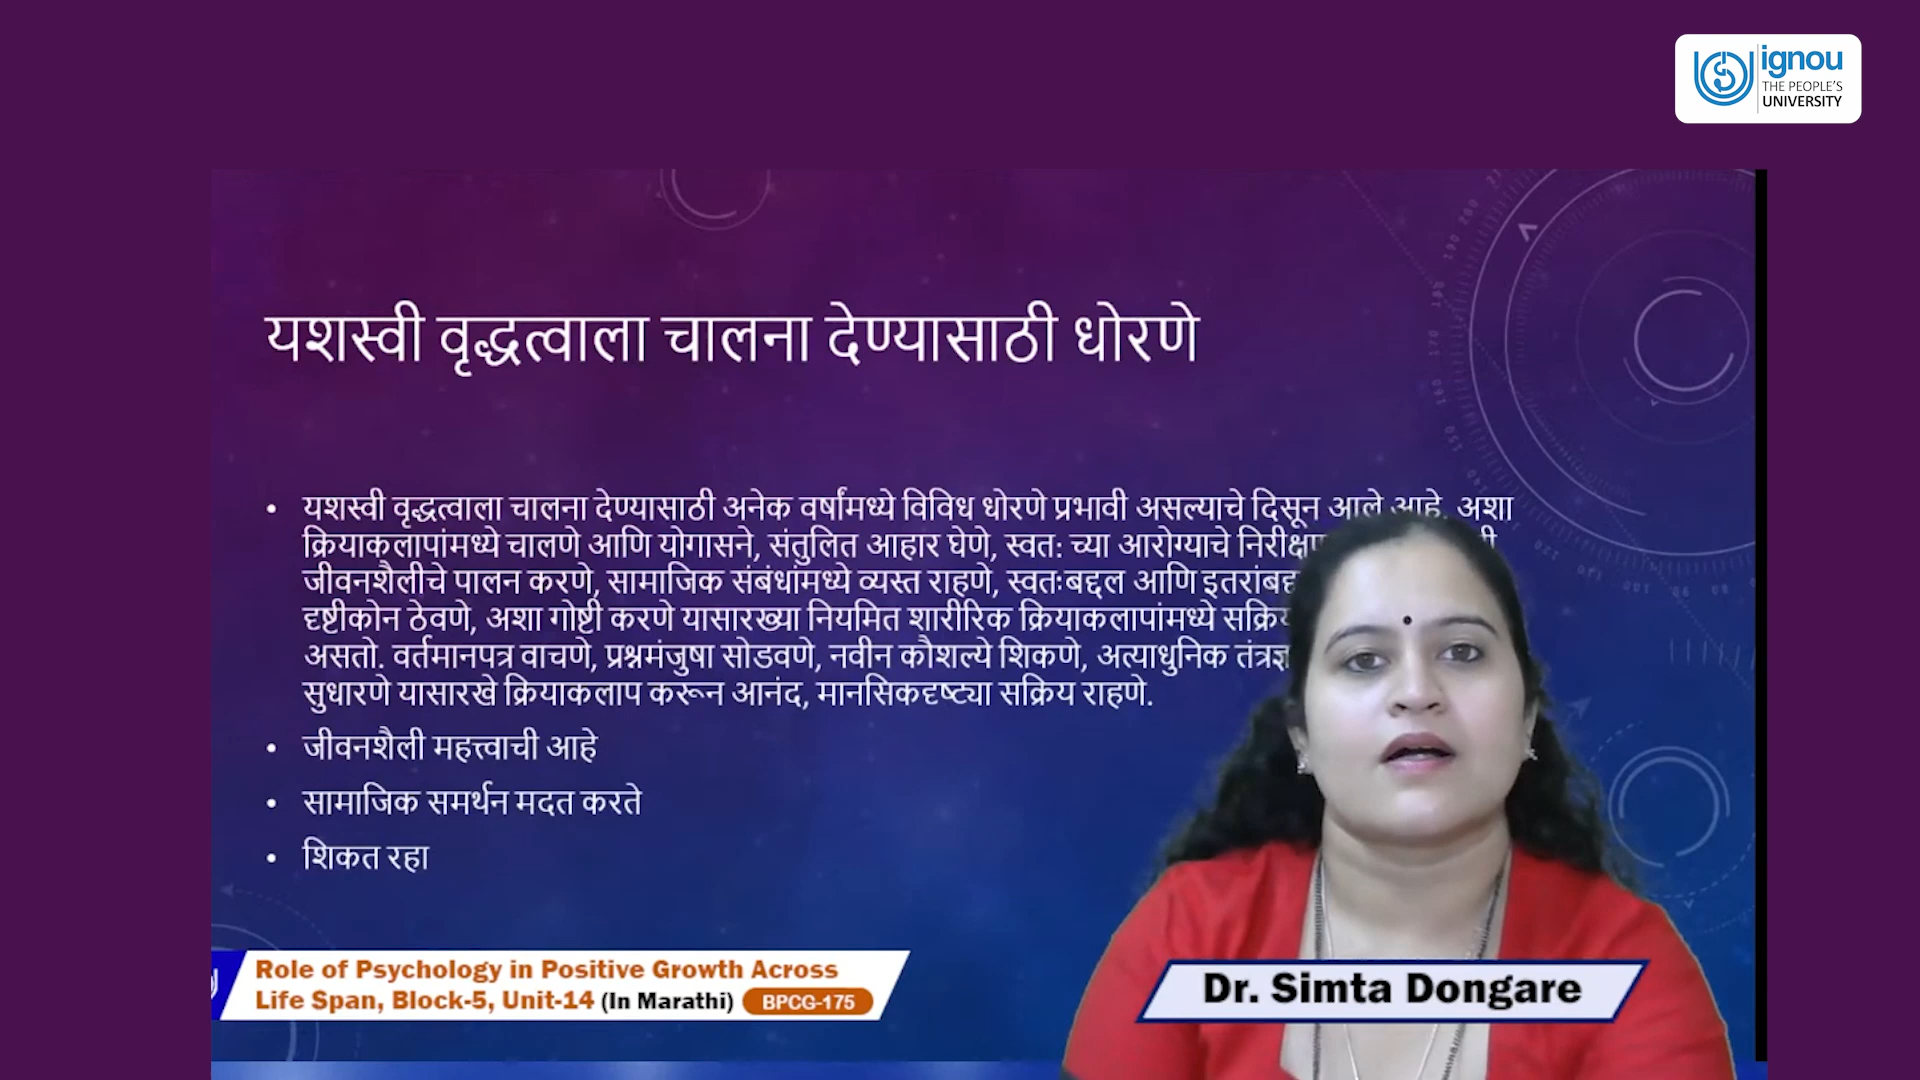 ignou
THE PEOPLE'S
UNIVERSITY
यशस्वी वृद्धत्वाला चालना देण्यासाठी धोरणे
• यशस्वी वृद्धत्वाला चालना देण्यासाठी अनेक वर्षांमध्ये विविध धोरणे प्रभावी असल्याचे दिसून आले आहे. अशा
क्रियाकलापांमध्ये चालणे आणि योगासने, संतुलित आहार घेणे, स्वतः च्या आरोग्याचे
जीवनशैलीचे पालन करणे, सामाजिक संबंधांमध्ये व्यस्त राहणे, स्वतःबद्दल आणि
दृष्टीकोन ठेवणे, अशा गोष्टी करणे यासारख्या नियमित शारीरिक क्रियाकलापांमध्ये
असतो. वर्तमानपत्र वाचणे, प्रश्नमंजुषा सोडवणे, नवीन कौशल्ये शिकणे, अत्याधुनिक
सुधारणे यासारखे क्रियाकलाप करून आनंद, मानसिकदृष्ट्या सक्रिय राहणे.
• जीवनशैली महत्त्वाची आहे
• सामाजिक समर्थन मदत करते
• शिकत रहा
Role of Psychology in Positive Growth Across
Life Span, Block-5, Unit-14 (In Marathi) BPCG-175
Dr. Simta Dongare